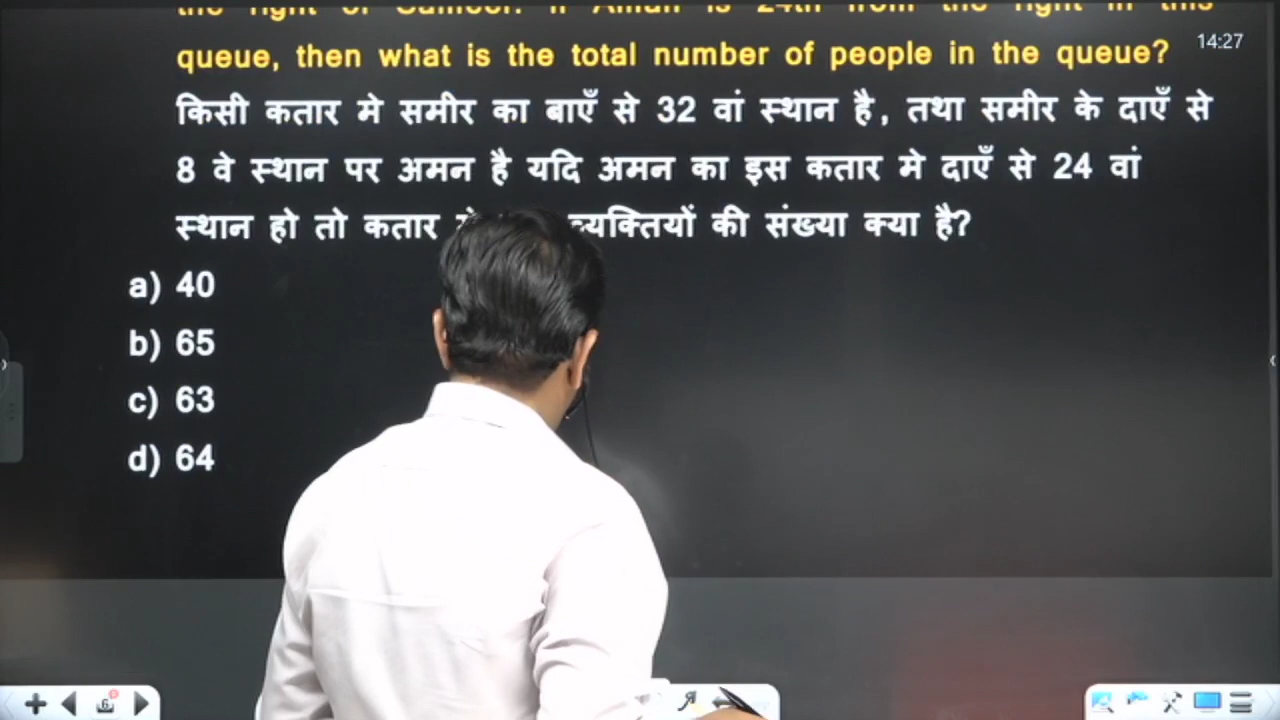 14:27
queue, then what is the total number of people in the queue?
किसी कतार मे समीर का बाएँ से 32 वां स्थान है, तथा समीर के दाएँ से
8 वे स्थान पर अमन है यदि अमन का इस कतार मे दाएँ से 24 वां
स्थान हो तो कतार व्यक्तियों की संख्या क्या है?
a) 40
b) 65
c) 63
d) 64